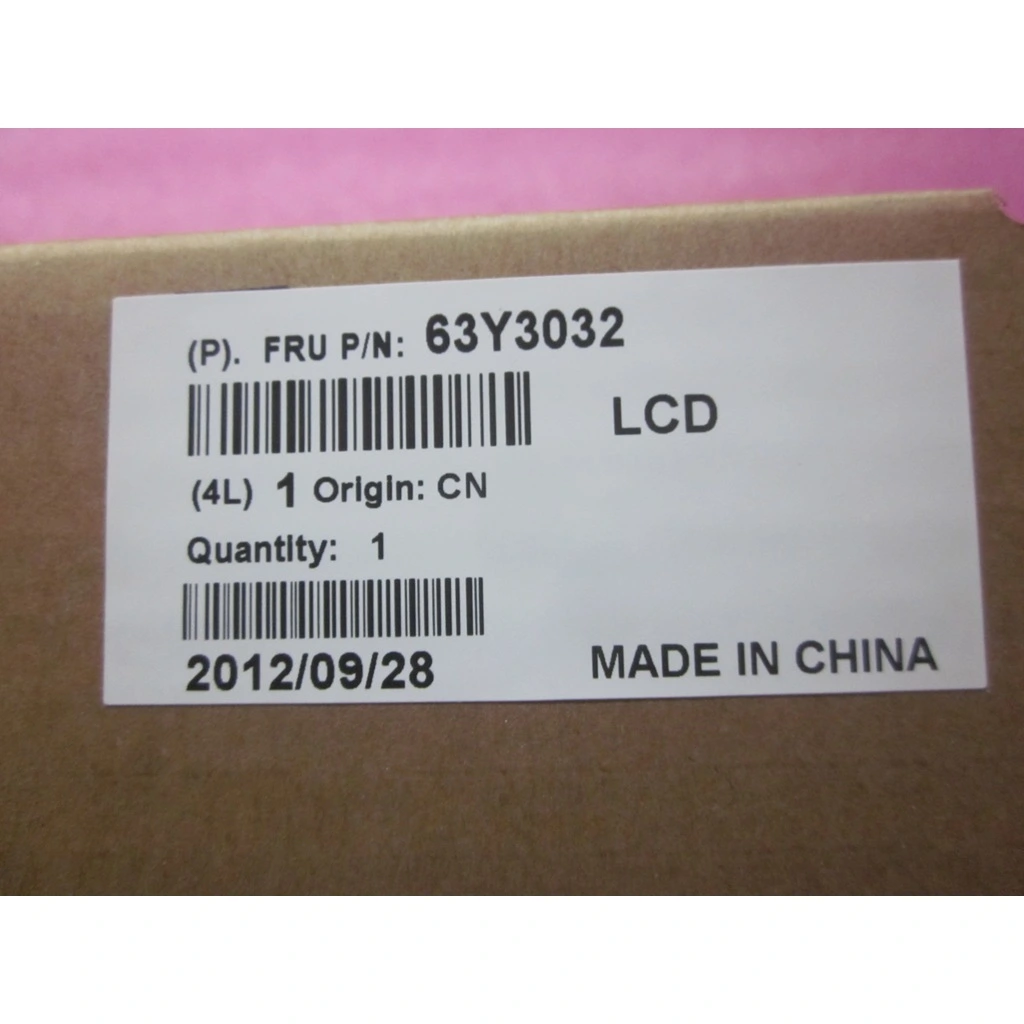 (P). FRU P/N: 63Y3032
LCD
(4L) 1 Origin: CN
Quantity: 1
2012/09/28
MADE IN CHINA